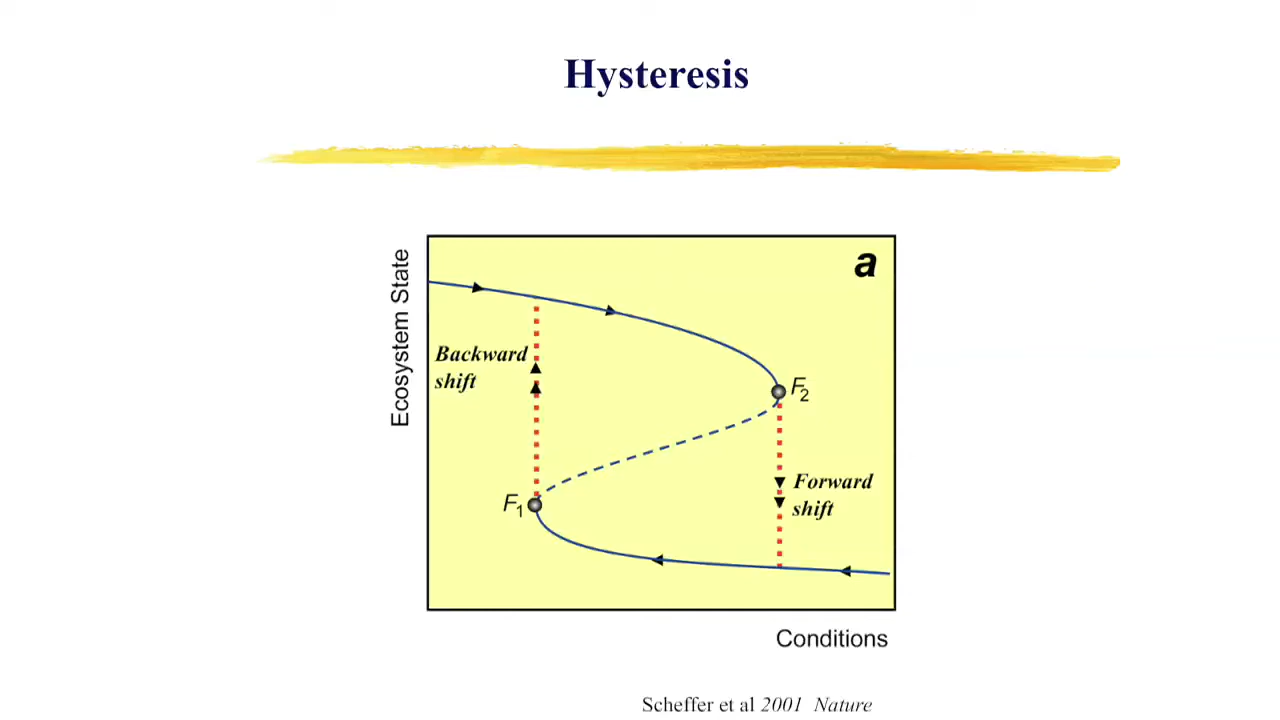 Hysteresis
a
Ecosystem State
Backward
shift
F2
F1
Forward
shift
Conditions
Scheffer et al 2001 Nature